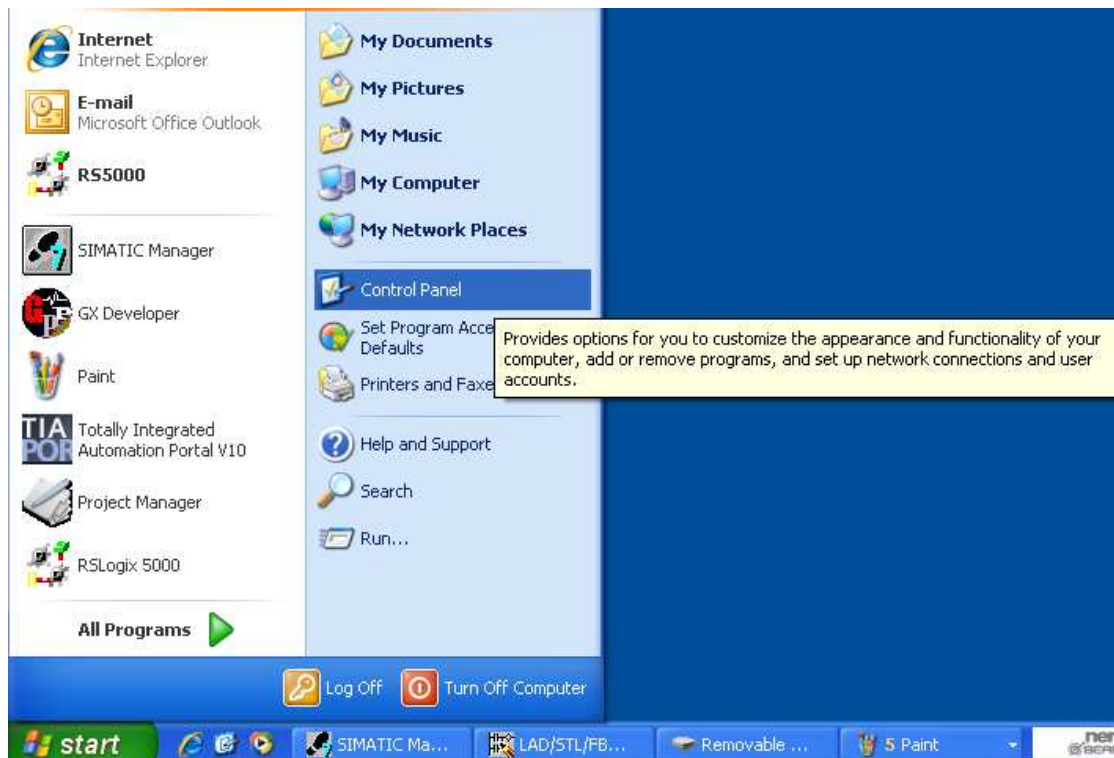 Internet
Internet Explorer
E-mail
Microsoft Office Outlook
RS5000
SIMATIC Manager
GX Developer
Paint
TIA
POR
Totally Integrated
Automation Portal V10
Project Manager
RSLogix 5000
All Programs
My Documents
My Pictures
My Music
My Computer
My Network Places
Control Panel
Set Program Acce
Defaults
Printers and Faxe
Provides options for you to customize the appearance and functionality of your
computer, add or remove programs, and set up network connections and user
accounts.
Help and Support
Search
Run...
Log Off
Turn Off Computer
start
SIMATIC Ma...
LAD/STL/FB...
Removable ...
5 Paint
ner